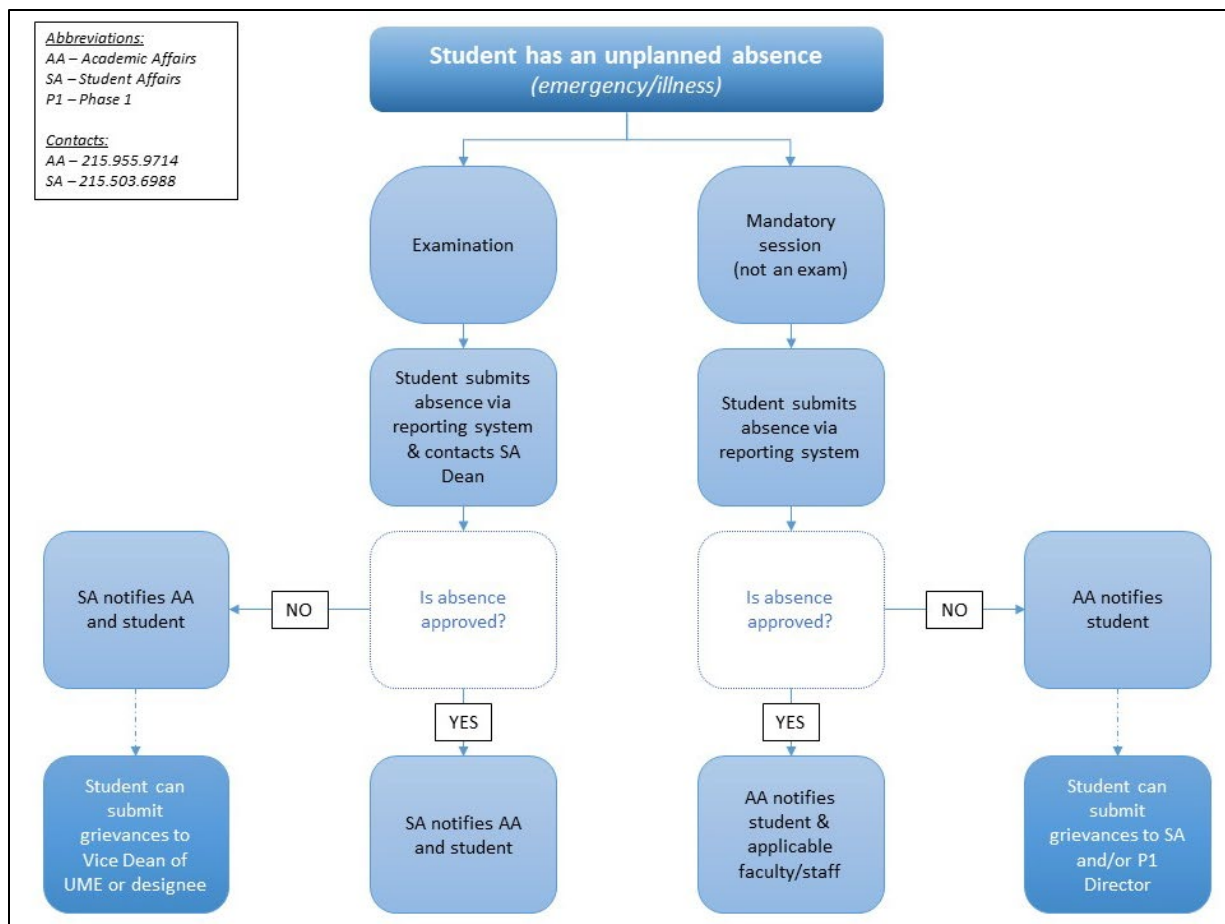 Abbreviations:
AA – Academic Affairs
SA – Student Affairs
P1 – Phase 1
Contacts:
AA – 215.955.9714
SA – 215.503.6988
Student has an unplanned absence
(emergency/illness)
Examination
Mandatory
session
(not an exam)
Student submits
absence via
reporting system
& contacts SA
Dean
Student submits
absence via
reporting system
SA notifies AA
and student
NO
Is absence
approved?
Is absence
approved?
NO
AA notifies
student
YES
YES
Student can
submit
grievances to
Vice Dean of
UME or designee
SA notifies AA
and student
AA notifies
student &
applicable
faculty/staff
Student can
submit
grievances to SA
and/or P1
Director